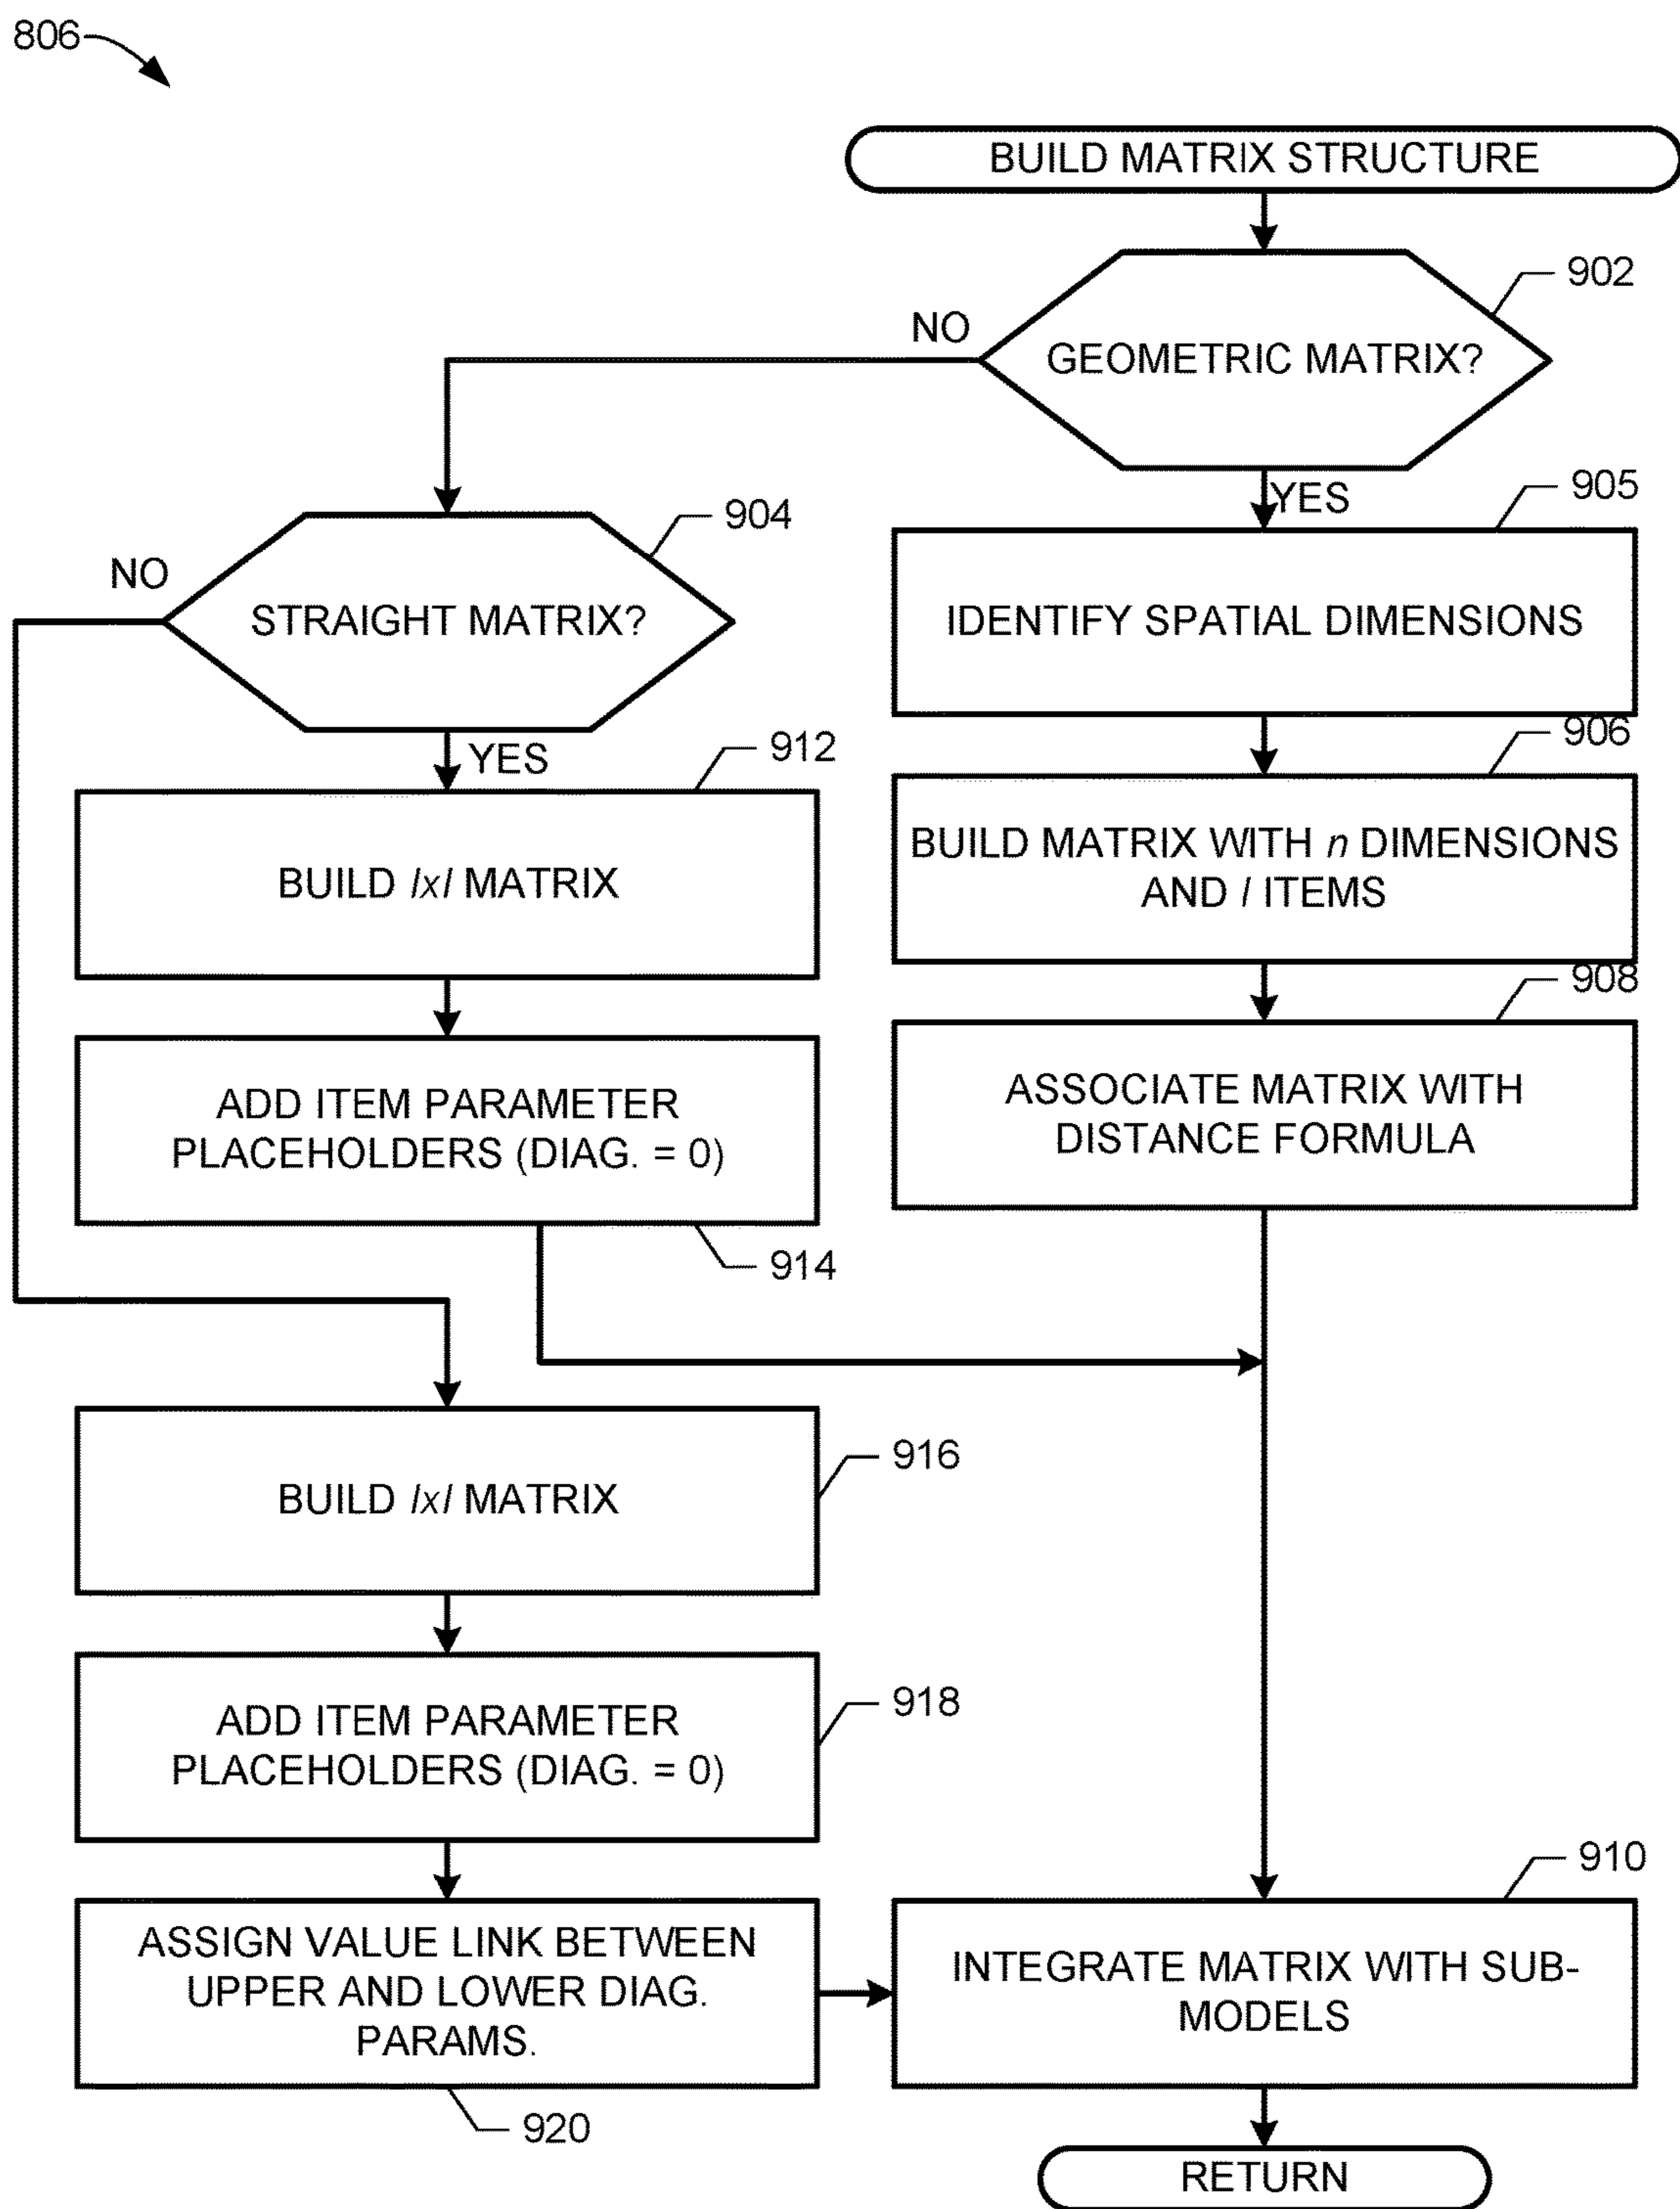 806
BUILD MATRIX STRUCTURE
902
NO
GEOMETRIC MATRIX?
YES
905
904
NO
STRAIGHT MATRIX?
IDENTIFY SPATIAL DIMENSIONS
YES
912
906
BUILD IxI MATRIX
BUILD MATRIX WITH n DIMENSIONS
AND I ITEMS
908
ADD ITEM PARAMETER
PLACEHOLDERS (DIAG. = 0)
ASSOCIATE MATRIX WITH
DISTANCE FORMULA
914
BUILD IxI MATRIX
916
ADD ITEM PARAMETER
PLACEHOLDERS (DIAG. = 0)
918
910
ASSIGN VALUE LINK BETWEEN
UPPER AND LOWER DIAG.
PARAMS.
INTEGRATE MATRIX WITH SUB-
MODELS
920
RETURN